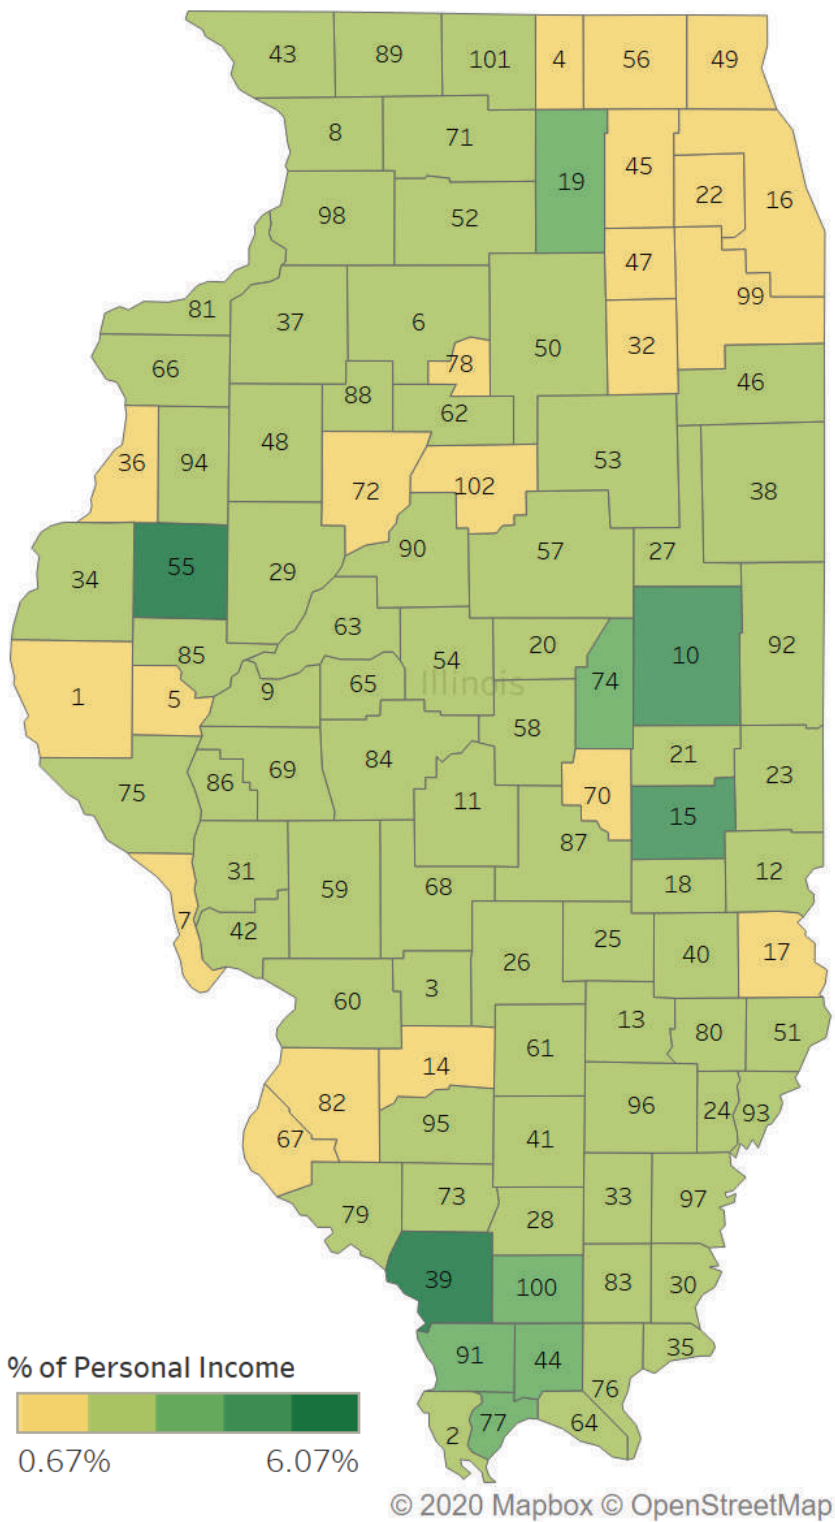 43 89 101 4 56 49
8 71 19 45 22 16
98 52 47 99
81 37 6 50 32
66 78 46
88 62
36 94 48 72 102 53 38
34 55 29 90 57 27
63 20 10 92
85 54 Illinois 74
1 5 9 65
58 21
75 86 69 84 11 70 15 23
87
31 59 68 18 12
7 42 26 25 40 17
60 3 13 80 51
14 61
82 95 96 24 93
67 41
79 73 28 33 97
39 100 83 30
91 44 35
% of Personal Income
76
2 77 64
0.67% 6.07%
© 2020 Mapbox © OpenStreetMap